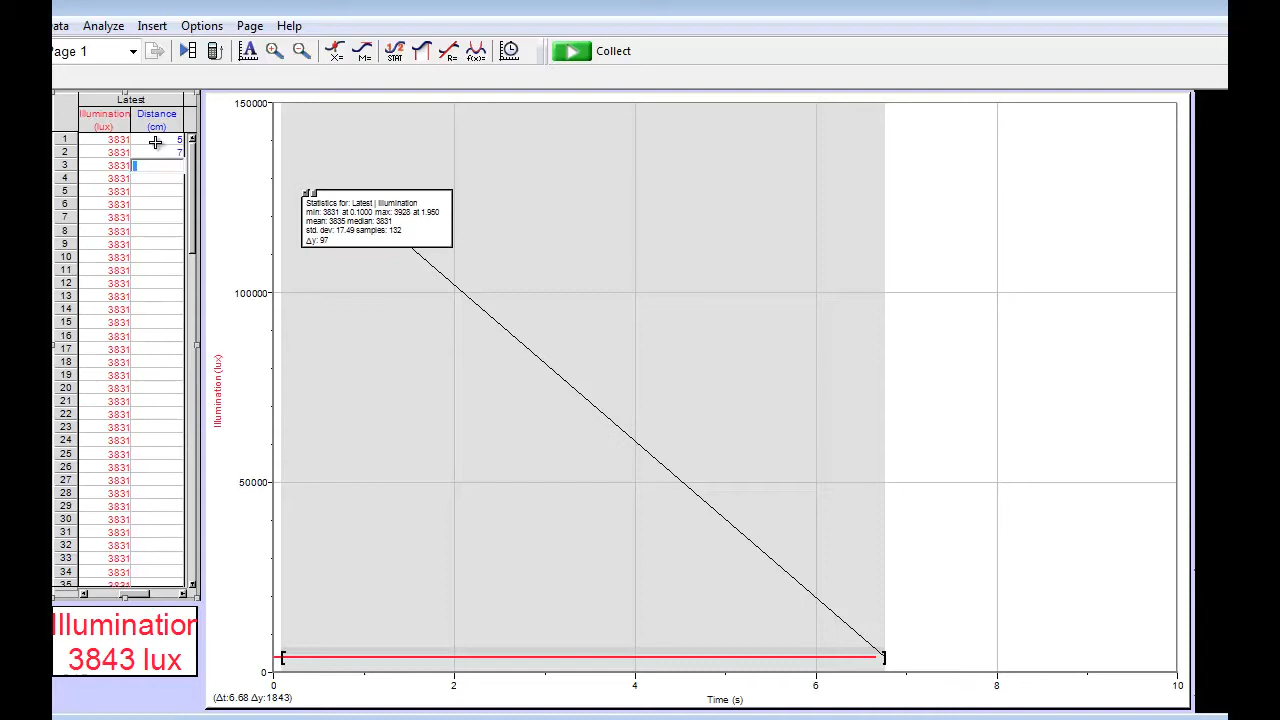 ata Analyze Insert Options Page Help
Page 1 Collect
Latest
Illumination Distance
(lux) (cm)
1 3831 5
2 3831 7
3 3831
4 3831
5 3831
6 3831
7 3831
8 3831
9 3831
10 3831
11 3831
12 3831
13 3831
14 3831
15 3831
16 3831
17 3831
18 3831
19 3831
20 3831
21 3831
22 3831
23 3831
24 3831
25 3831
26 3831
27 3831
28 3831
29 3831
30 3831
31 3831
32 3831
33 3831
34 3831
35 3831
Illumination
3843 lux
150000
100000
50000
0
Illumination (lux)
Statistics for: Latest | Illumination
min: 3831 at 0.1000 max: 3928 at 1.950
mean: 3835 median: 3831
std. dev: 17.49 samples: 132
Δy: 97
0 2 4 6 8 10
(Δt:6.68 Δy:1843)
Time (s)